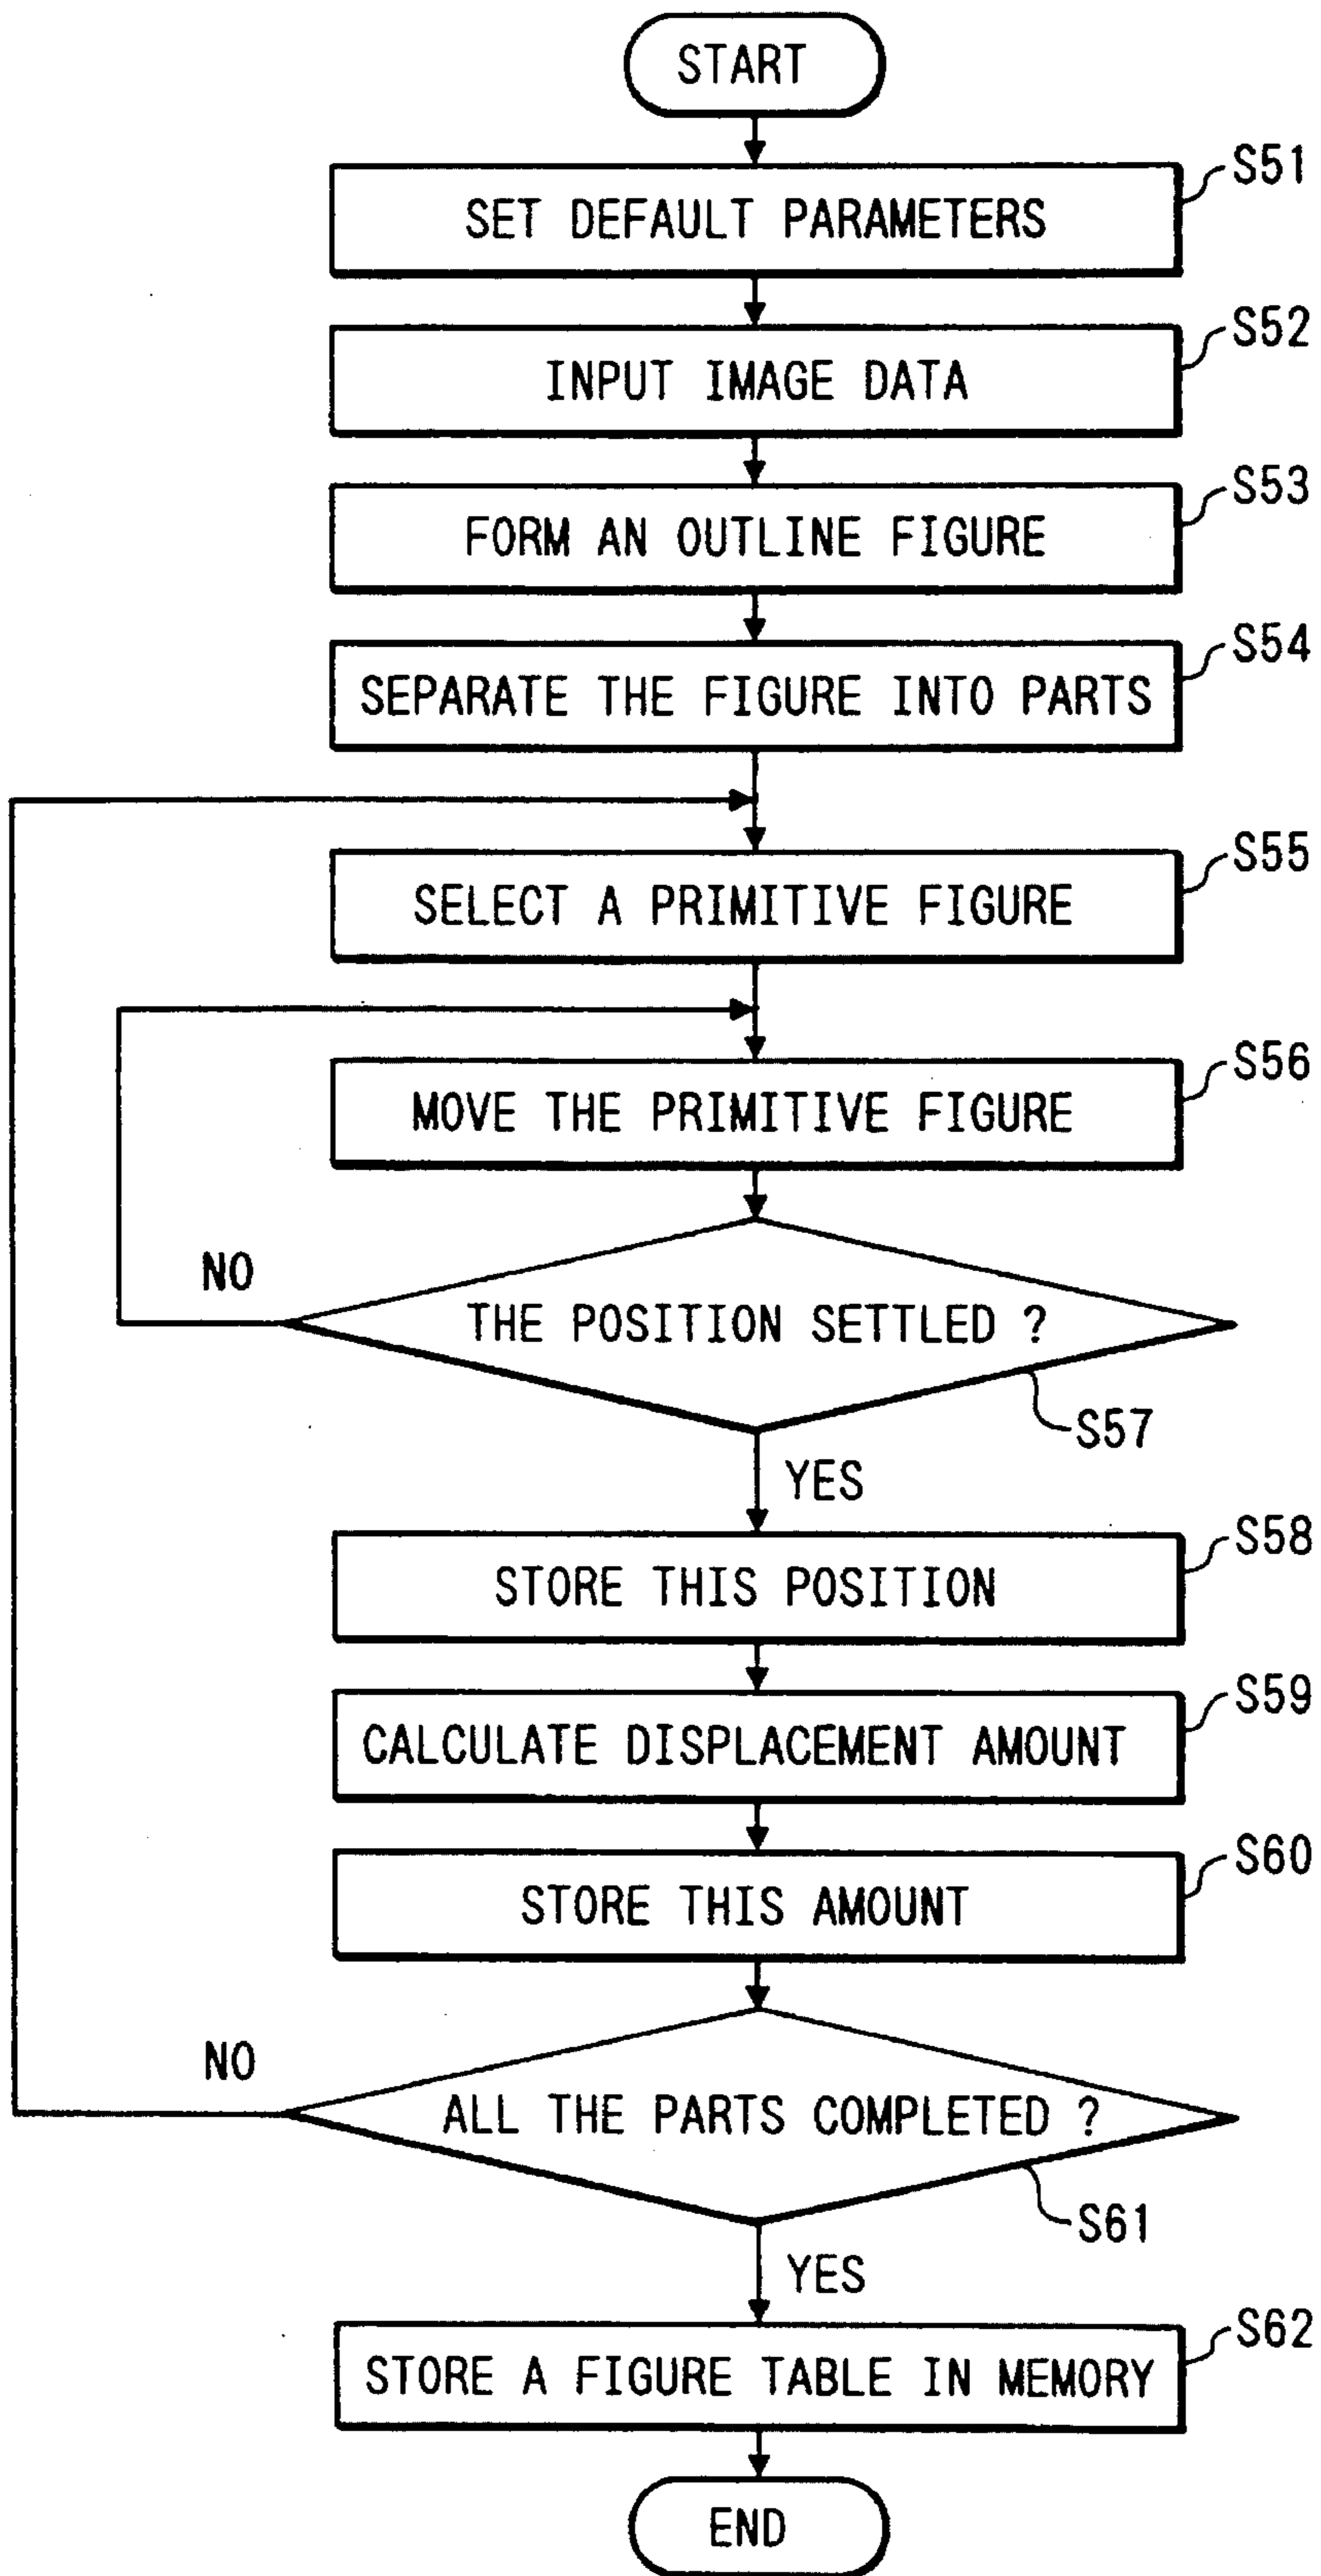 START
S51
SET DEFAULT PARAMETERS
S52
INPUT IMAGE DATA
S53
FORM AN OUTLINE FIGURE
S54
SEPARATE THE FIGURE INTO PARTS
S55
SELECT A PRIMITIVE FIGURE
S56
MOVE THE PRIMITIVE FIGURE
NO
THE POSITION SETTLED ?
S57
YES
S58
STORE THIS POSITION
S59
CALCULATE DISPLACEMENT AMOUNT
S60
STORE THIS AMOUNT
NO
ALL THE PARTS COMPLETED ?
S61
YES
S62
STORE A FIGURE TABLE IN MEMORY
END